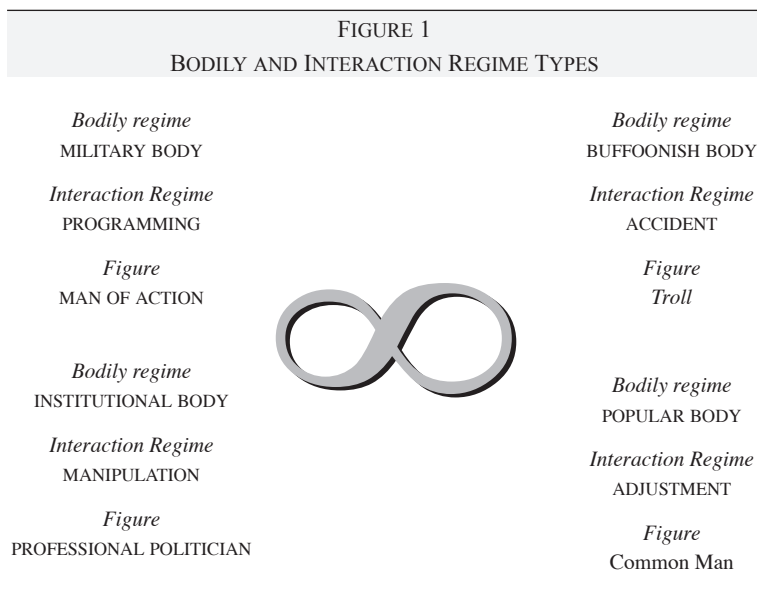 FIGURE 1
BODILY AND INTERACTION REGIME TYPES
Bodily regime
MILITARY BODY
Interaction Regime
PROGRAMMING
Figure
MAN OF ACTION
Bodily regime
BUFFOONISH BODY
Interaction Regime
ACCIDENT
Figure
Troll
Bodily regime
INSTITUTIONAL BODY
Interaction Regime
MANIPULATION
Figure
PROFESSIONAL POLITICIAN
Bodily regime
POPULAR BODY
Interaction Regime
ADJUSTMENT
Figure
Common Man